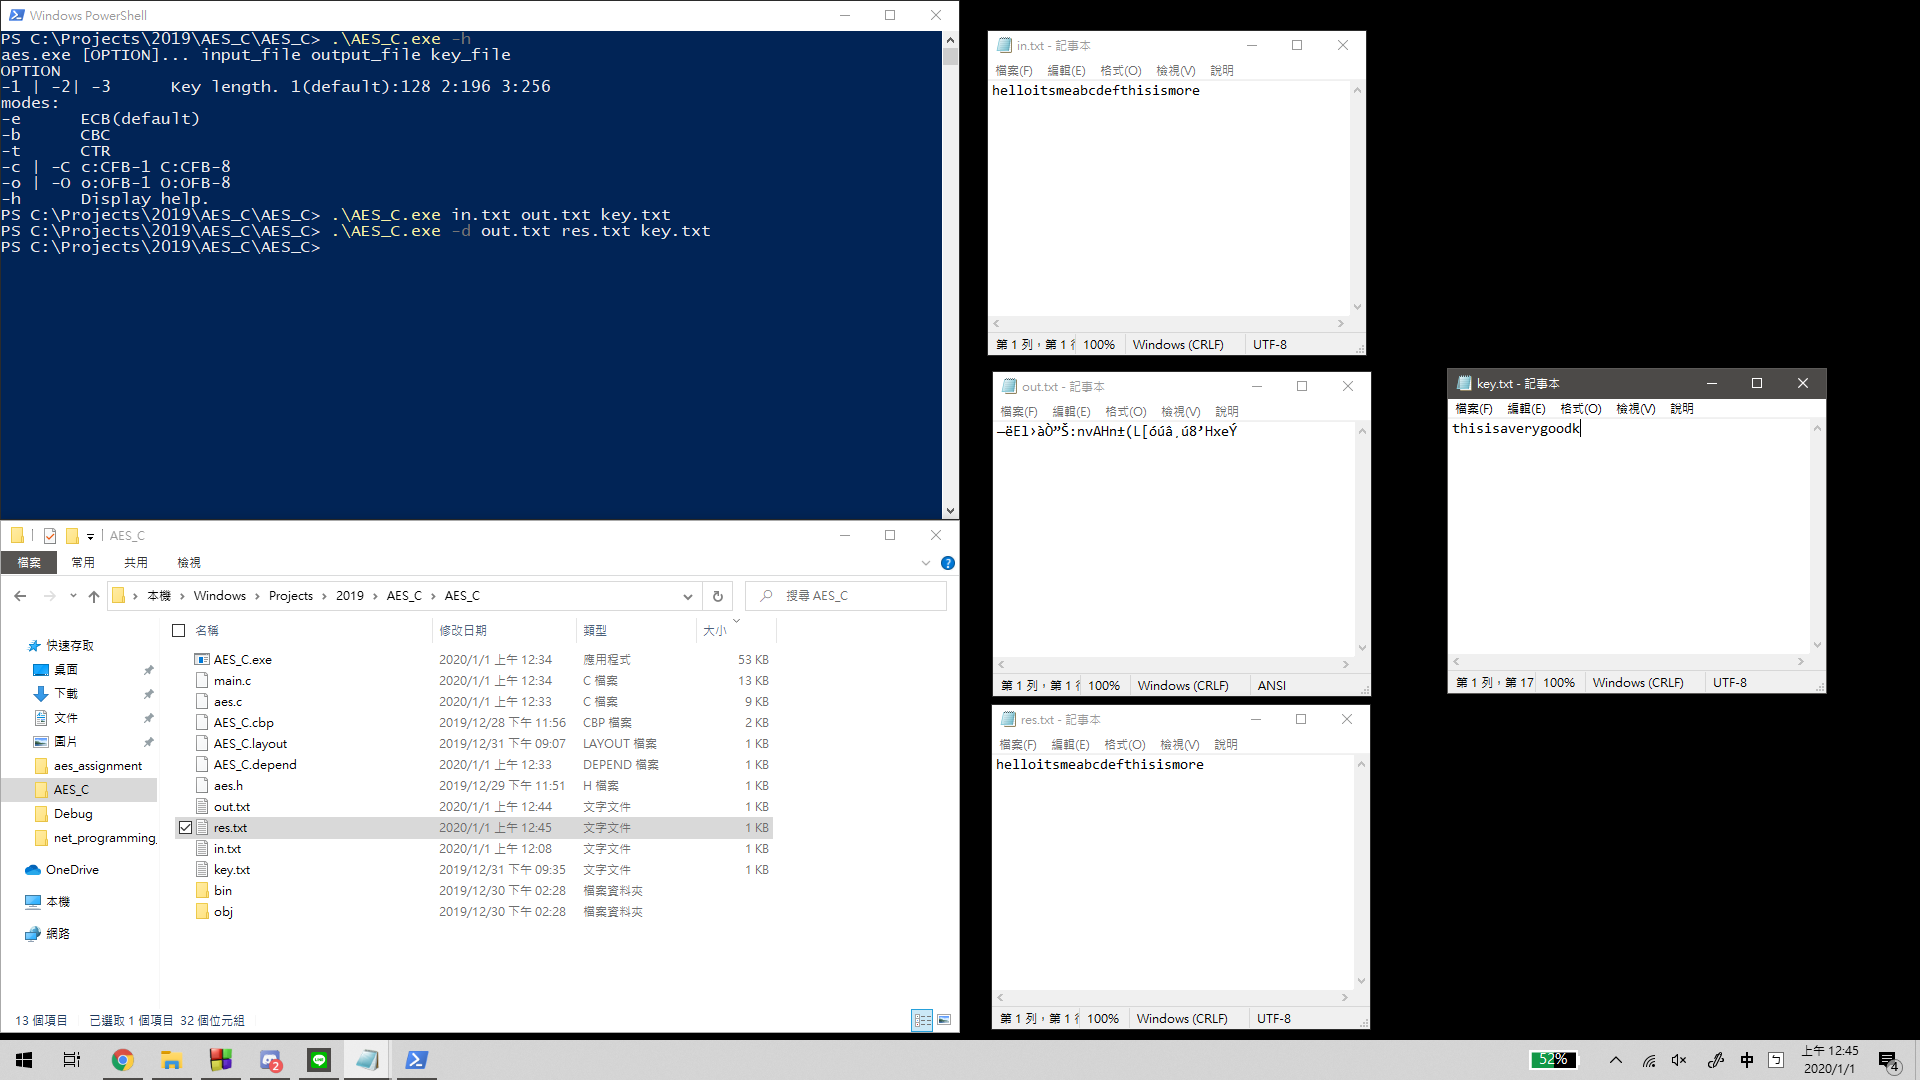 Windows PowerShell
PS C:\Projects\2019\AES_C\AES_C> .\AES_C.exe -h
aes.exe [OPTION]... input_file output_file key_file
OPTION
-1 | -2| -3      Key length. 1(default):128 2:196 3:256
modes:
-e      ECB(default)
-b      CBC
-t      CTR
-c | -C c:CFB-1 C:CFB-8
-o | -O o:OFB-1 O:OFB-8
-h      Display help.
PS C:\Projects\2019\AES_C\AES_C> .\AES_C.exe in.txt out.txt key.txt
PS C:\Projects\2019\AES_C\AES_C> .\AES_C.exe -d out.txt res.txt key.txt
PS C:\Projects\2019\AES_C\AES_C>
AES_C
檔案 常用 共用 檢視
本機 › Windows › Projects › 2019 › AES_C › AES_C
搜尋 AES_C
快速存取
桌面
下載
文件
圖片
aes_assignment
AES_C
Debug
net_programming_
OneDrive
本機
網路
名稱 修改日期 類型 大小
AES_C.exe 2020/1/1 上午 12:34 應用程式 53 KB
main.c 2020/1/1 上午 12:34 C 檔案 13 KB
aes.c 2020/1/1 上午 12:33 C 檔案 9 KB
AES_C.cbp 2019/12/28 下午 11:56 CBP 檔案 2 KB
AES_C.layout 2019/12/31 下午 09:07 LAYOUT 檔案 1 KB
AES_C.depend 2020/1/1 上午 12:33 DEPEND 檔案 1 KB
aes.h 2019/12/29 下午 11:51 H 檔案 1 KB
out.txt 2020/1/1 上午 12:44 文字文件 1 KB
res.txt 2020/1/1 上午 12:45 文字文件 1 KB
in.txt 2020/1/1 上午 12:08 文字文件 1 KB
key.txt 2019/12/31 下午 09:35 文字文件 1 KB
bin 2019/12/30 下午 02:28 檔案資料夾
obj 2019/12/30 下午 02:28 檔案資料夾
13 個項目 已選取 1 個項目 32 個位元組
in.txt - 記事本
檔案(F) 編輯(E) 格式(O) 檢視(V) 說明
helloitsmeabcdefthisismore
第 1 列，第 1 行 100% Windows (CRLF) UTF-8
out.txt - 記事本
檔案(F) 編輯(E) 格式(O) 檢視(V) 說明
—ëEl›àÒ”Š:nvAHn±(L[óúâ¸ú8’HxeÝ
第 1 列，第 1 行 100% Windows (CRLF) ANSI
res.txt - 記事本
檔案(F) 編輯(E) 格式(O) 檢視(V) 說明
helloitsmeabcdefthisismore
第 1 列，第 1 行 100% Windows (CRLF) UTF-8
key.txt - 記事本
檔案(F) 編輯(E) 格式(O) 檢視(V) 說明
thisisaverygoodk
第 1 列，第 17 100% Windows (CRLF) UTF-8
2
52%
中
ㄅ
上午 12:45
2020/1/1
4